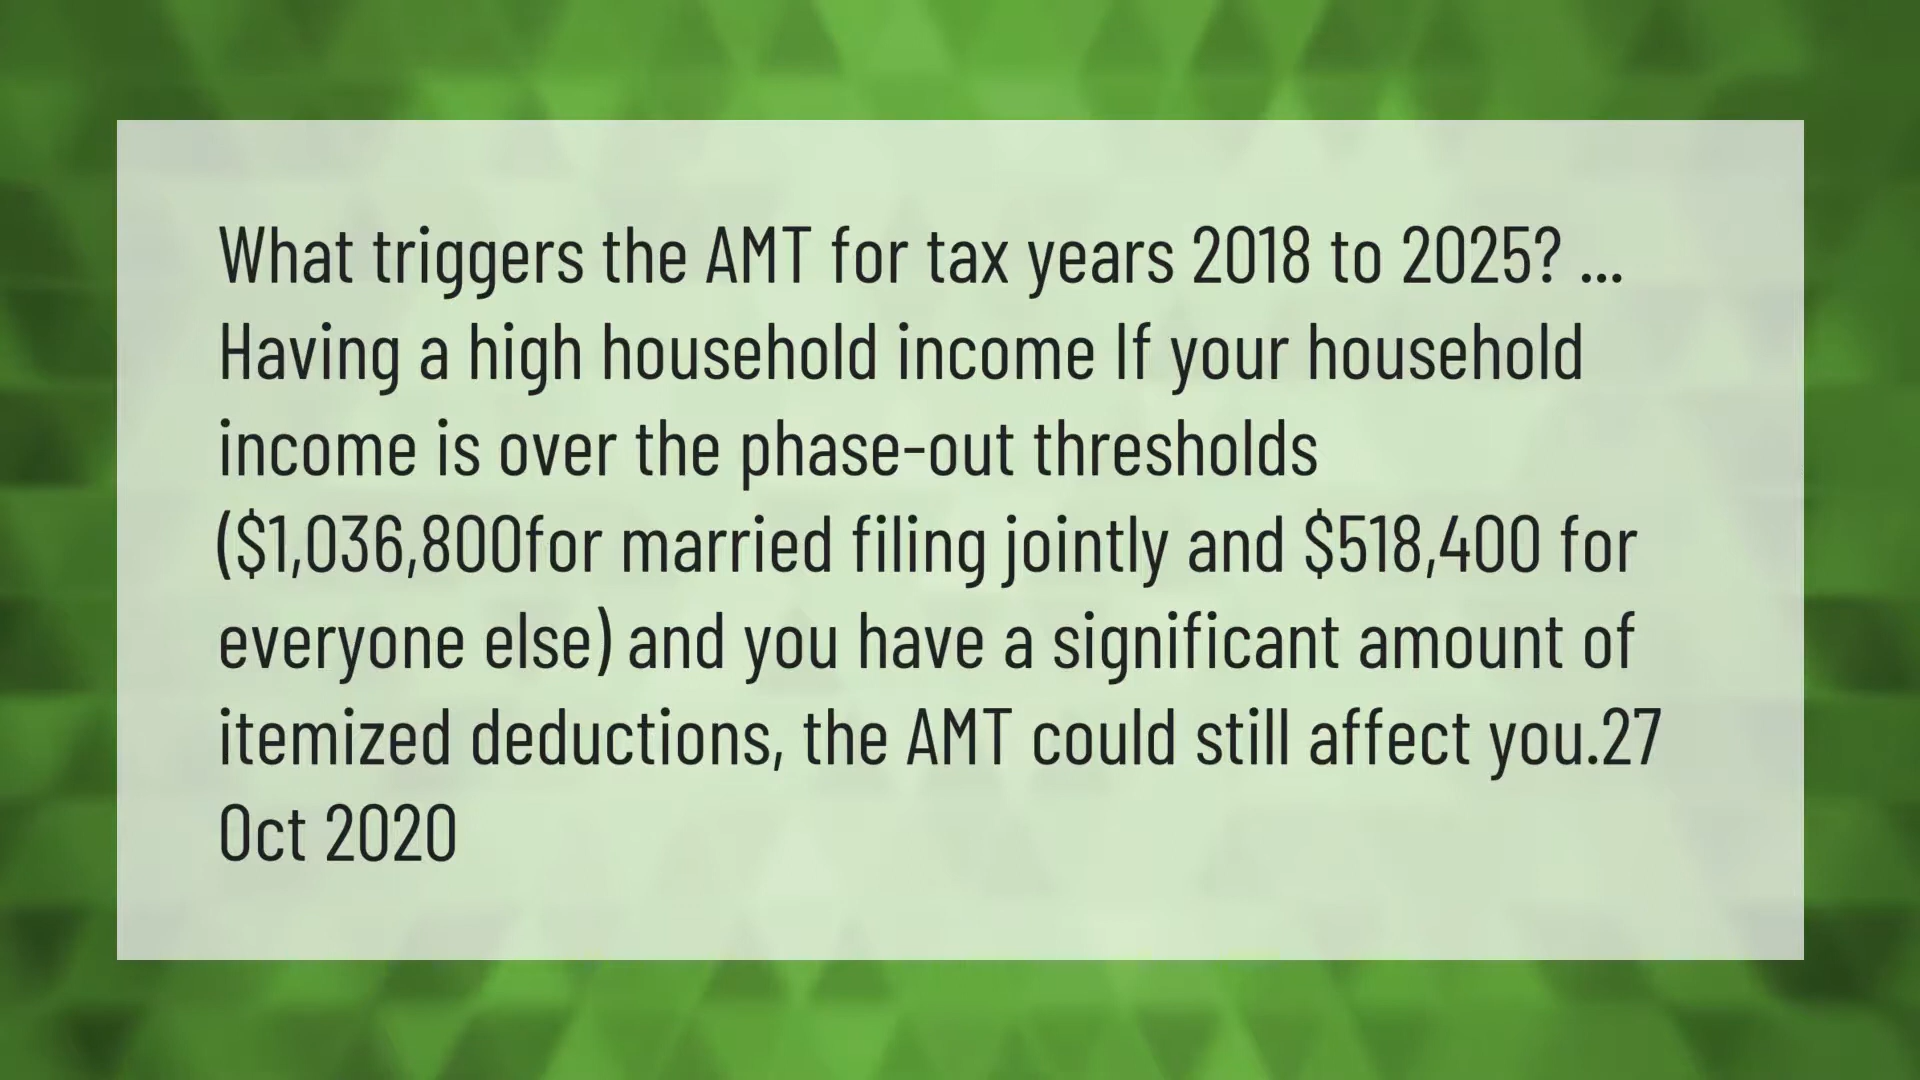 What triggers the AMT for tax years 2018 to 2025? ...
Having a high household income If your household
income is over the phase-out thresholds
($1,036,800for married filing jointly and $518,400 for
everyone else) and you have a significant amount of
itemized deductions, the AMT could still affect you.27
Oct 2020